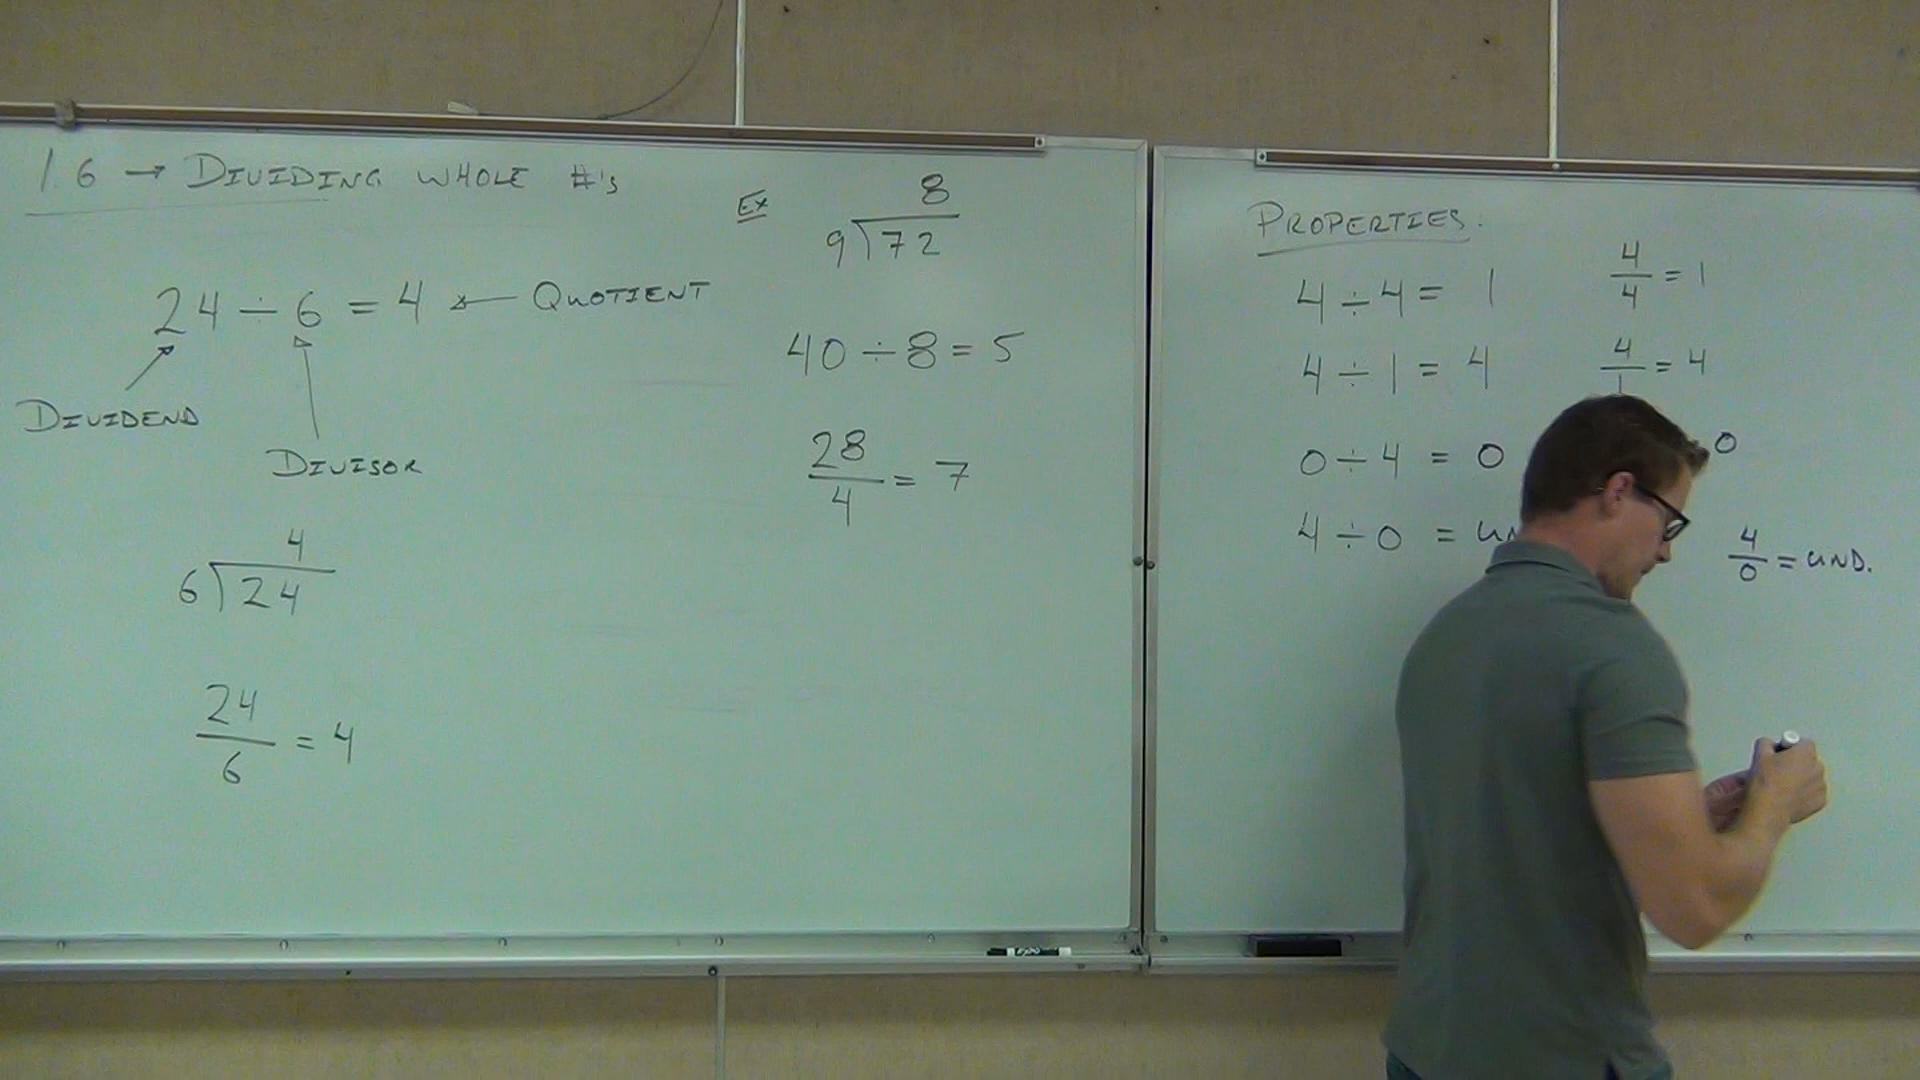 1.6 → DIVIDING WHOLE #'s
24 ÷ 6 = 4 ← QUOTIENT
DIVIDEND
DIVISOR
4
6)24
24
6 = 4
EX
8
9)72
40 ÷ 8 = 5
28
4 = 7
PROPERTIES:
4 ÷ 4 = 1
4 ÷ 1 = 4
0 ÷ 4 = 0
4 ÷ 0 =
4
4 = 1
4
1 = 4
0
4
0 = UND.